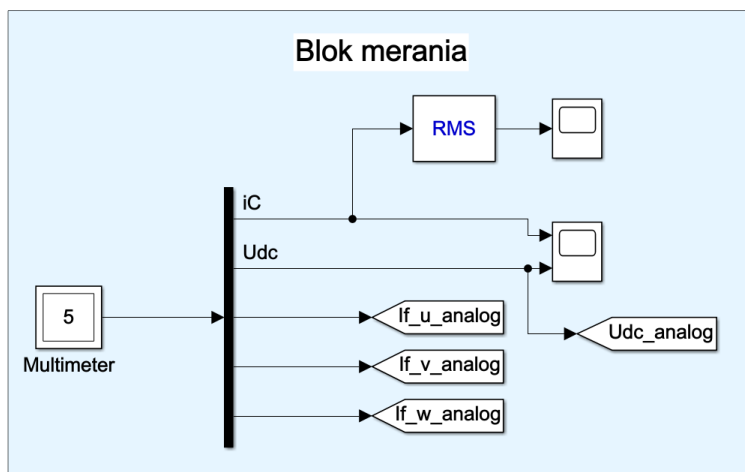 Blok merania
RMS
iC
Udc
5
Multimeter
If_u_analog
Udc_analog
If_v_analog
If_w_analog